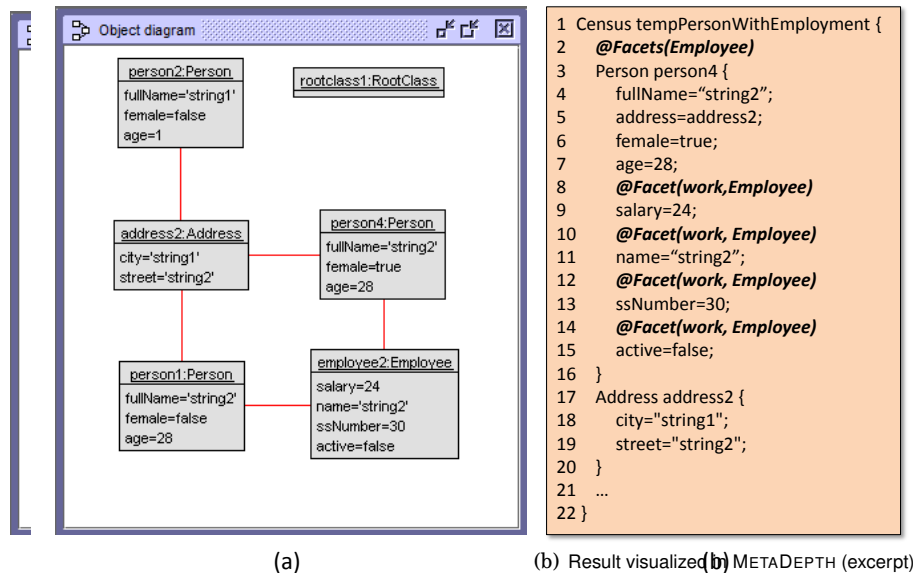 Object diagram
person2:Person
fullName='string1'
female=false
age=1
rootclass1:RootClass
address2:Address
city='string1'
street='string2'
person4:Person
fullName='string2'
female=true
age=28
person1:Person
fullName='string2'
female=false
age=28
employee2:Employee
salary=24
name='string2'
ssNumber=30
active=false
(a)
1 Census tempPersonWithEmployment {
2 @Facets(Employee)
3 Person person4 {
4 fullName=“string2”;
5 address=address2;
6 female=true;
7 age=28;
8 @Facet(work,Employee)
9 salary=24;
10 @Facet(work, Employee)
11 name=“string2”;
12 @Facet(work, Employee)
13 ssNumber=30;
14 @Facet(work, Employee)
15 active=false;
16 }
17 Address address2 {
18 city="string1";
19 street="string2";
20 }
21 …
22 }
(b) Result visualized in METADEPTH (excerpt)
(b)